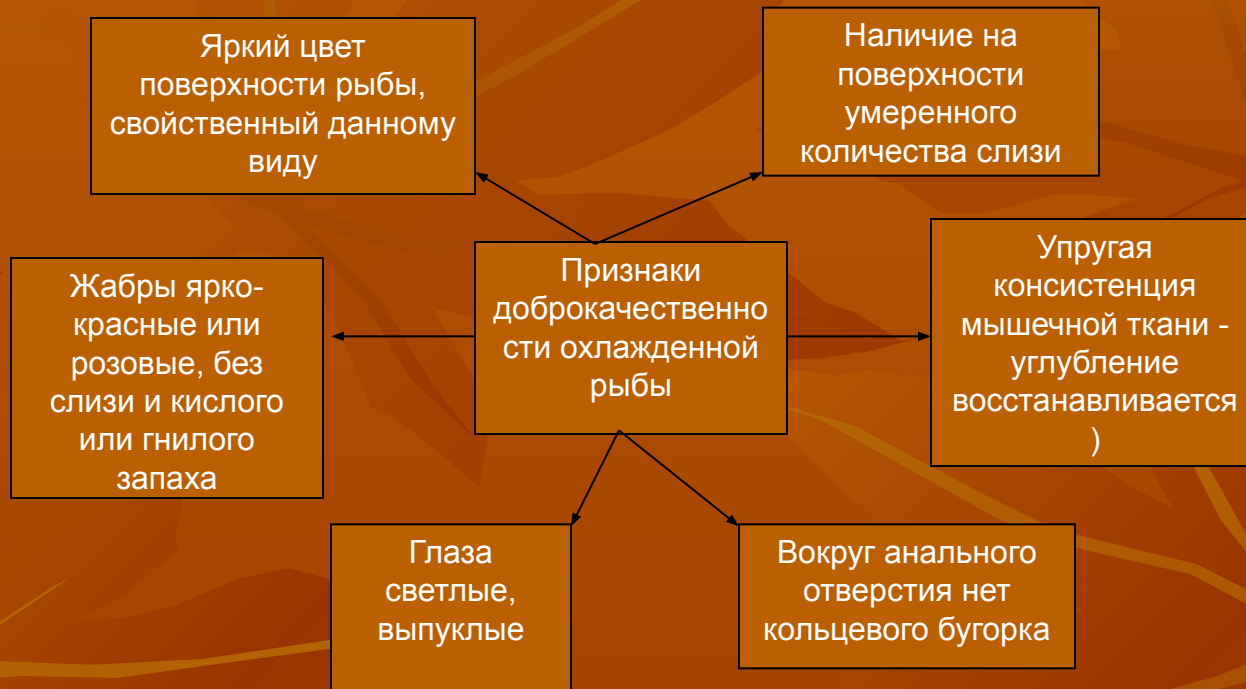 Яркий цвет
поверхности рыбы,
свойственный данному
виду
Наличие на
поверхности
умеренного
количества слизи
Жабры ярко-
красные или
розовые, без
слизи и кислого
или гнилого
запаха
Признаки
доброкачественно
сти охлажденной
рыбы
Упругая
консистенция
мышечной ткани -
углубление
восстанавливается
)
Глаза
светлые,
выпуклые
Вокруг анального
отверстия нет
кольцевого бугорка